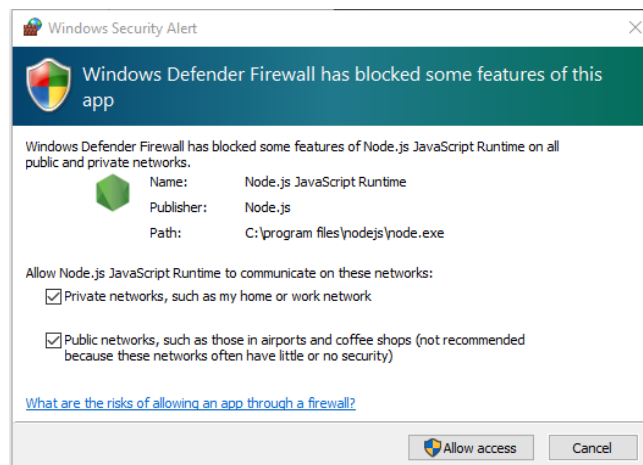 Windows Security Alert
Windows Defender Firewall has blocked some features of this
app
Windows Defender Firewall has blocked some features of Node.js JavaScript Runtime on all
public and private networks.
Name: Node.js JavaScript Runtime
Publisher: Node.js
Path: C:\program files\nodejs\node.exe
Allow Node.js JavaScript Runtime to communicate on these networks:
Private networks, such as my home or work network
Public networks, such as those in airports and coffee shops (not recommended
because these networks often have little or no security)
What are the risks of allowing an app through a firewall?
Allow access Cancel